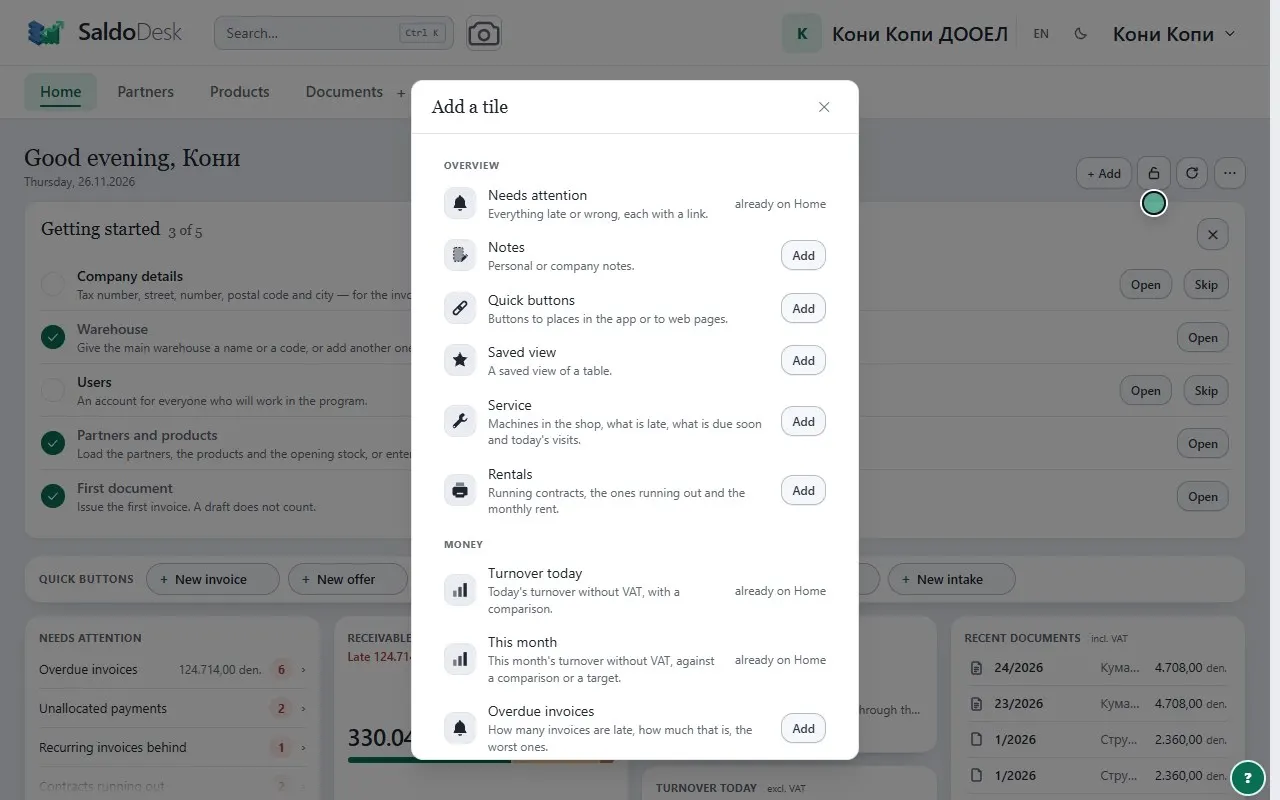 SaldoDesk
Search... Ctrl K
K Кони Копи ДООЕЛ EN Кони Копи
Home Partners Products Documents +
Good evening, Кони
Thursday, 26.11.2026
+ Add
Getting started 3 of 5
Company details
Tax number, street, number, postal code and city — for the
Open Skip
Warehouse
Give the main warehouse a name or a code, or add another
Open
Users
An account for everyone who will work in the program.
Open Skip
Partners and products
Load the partners, the products and the opening stock, or
Open
First document
Issue the first invoice. A draft does not count.
Open
QUICK BUTTONS + New invoice + New offer + New intake
NEEDS ATTENTION
Overdue invoices 124.714,00 den. 6 ›
Unallocated payments 2 ›
Recurring invoices behind 1 ›
Contracts running out 2 ›
Late 124.71
330.04
TURNOVER TODAY excl. VAT
RECENT DOCUMENTS incl. VAT
24/2026 Кума... 4.708,00 den.
23/2026 Кума... 4.708,00 den.
1/2026 Стру... 2.360,00 den.
1/2026 Стру... 2.360,00 den.
?
Add a tile
OVERVIEW
Needs attention
Everything late or wrong, each with a link.
already on Home
Notes
Personal or company notes.
Add
Quick buttons
Buttons to places in the app or to web pages.
Add
Saved view
A saved view of a table.
Add
Service
Machines in the shop, what is late, what is due soon
and today's visits.
Add
Rentals
Running contracts, the ones running out and the
monthly rent.
Add
MONEY
Turnover today
Today's turnover without VAT, with a
comparison.
already on Home
This month
This month's turnover without VAT, against
a comparison or a target.
already on Home
Overdue invoices
How many invoices are late, how much that is, the
worst ones.
Add